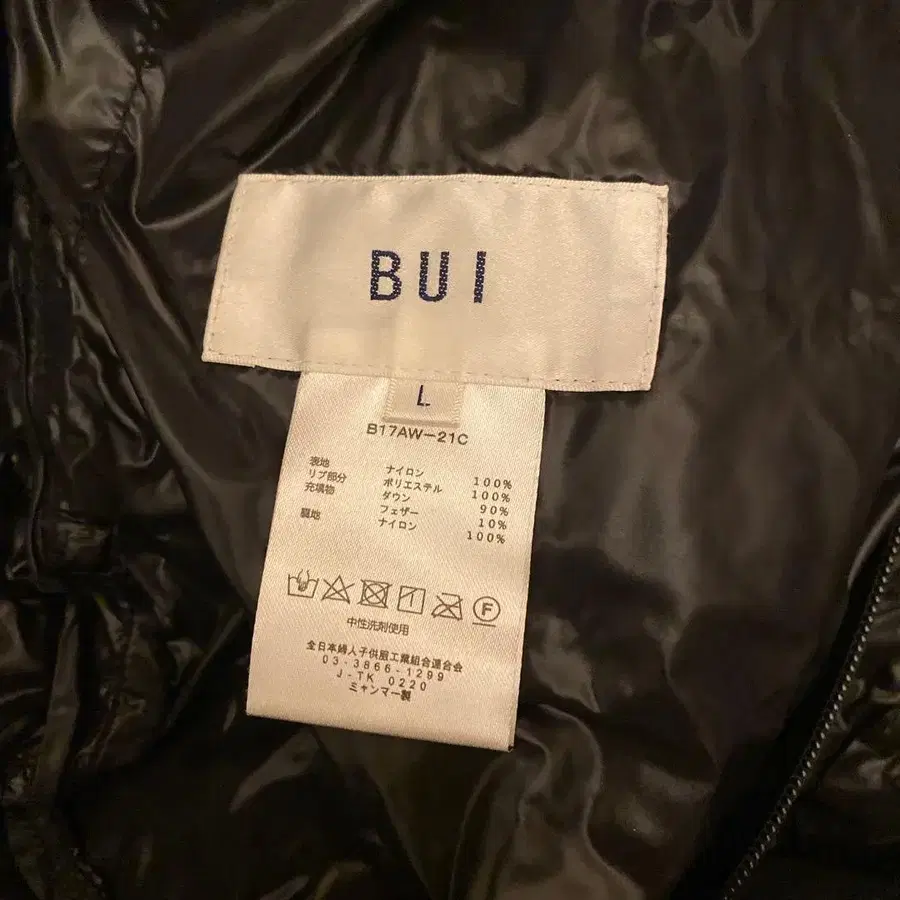 BUI
L
B17AW-21C
表地 ナイロン 100%
リブ部分 ポリエステル 100%
充填物 ダウン 90%
フェザー 10%
裏地 ナイロン 100%
F
中性洗剤使用
全日本婦人子供服工業組合連合会
03-3866-1299
J-TK 0220
ミャンマー製